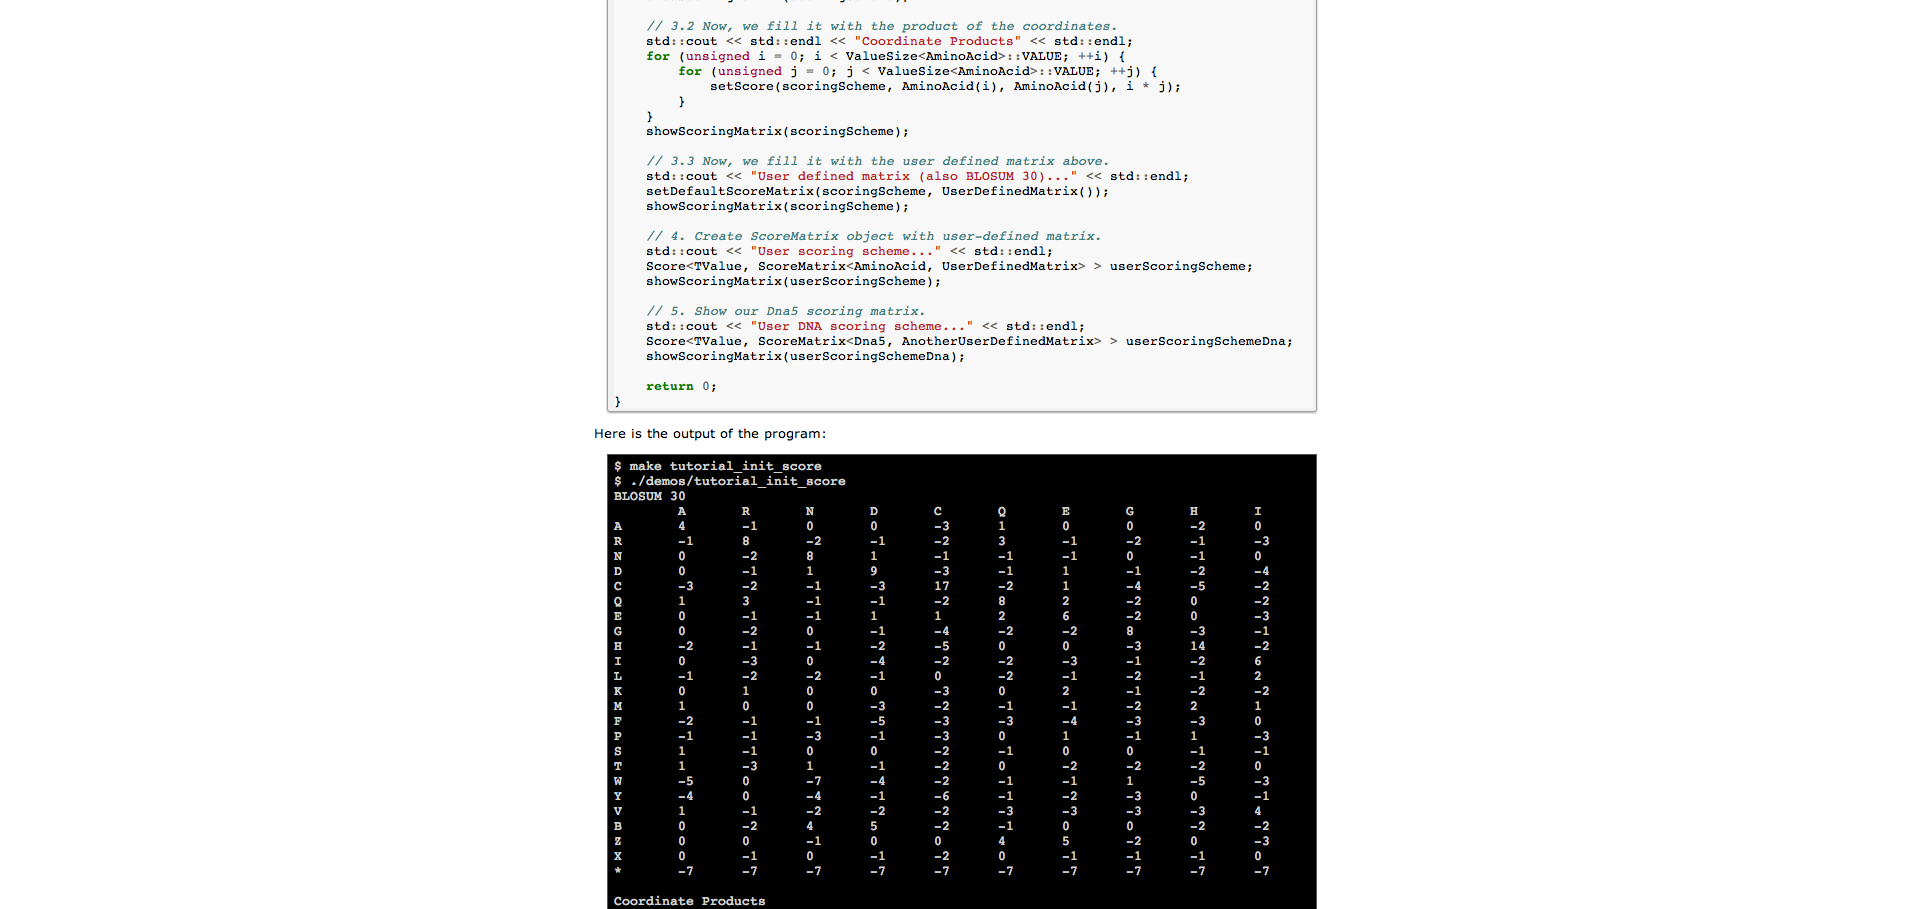 // 3.2 Now, we fill it with the product of the coordinates.
std::cout << std::endl << "Coordinate Products" << std::endl;
for (unsigned i = 0; i < ValueSize<AminoAcid>::VALUE; ++i) {
for (unsigned j = 0; j < ValueSize<AminoAcid>::VALUE; ++j) {
setScore(scoringScheme, AminoAcid(i), AminoAcid(j), i * j);
}
}
showScoringMatrix(scoringScheme);
// 3.3 Now, we fill it with the user defined matrix above.
std::cout << "User defined matrix (also BLOSUM 30)..." << std::endl;
setDefaultScoreMatrix(scoringScheme, UserDefinedMatrix());
showScoringMatrix(scoringScheme);
// 4. Create ScoreMatrix object with user-defined matrix.
std::cout << "User scoring scheme..." << std::endl;
Score<TValue, ScoreMatrix<AminoAcid, UserDefinedMatrix> > userScoringScheme;
showScoringMatrix(userScoringScheme);
// 5. Show our Dna5 scoring matrix.
std::cout << "User DNA scoring scheme..." << std::endl;
Score<TValue, ScoreMatrix<Dna5, AnotherUserDefinedMatrix> > userScoringSchemeDna;
showScoringMatrix(userScoringSchemeDna);
return 0;
}
Here is the output of the program:
$ make tutorial_init_score
$ ./demos/tutorial_init_score
BLOSUM 30
A R N D C Q E G H I
A 4 -1 0 0 -3 1 0 0 -2 0
R -1 8 -2 -1 -2 3 -1 -2 -1 -3
N 0 -2 8 1 -1 -1 -1 0 -1 0
D 0 -1 1 9 -3 -1 1 -1 -2 -4
C -3 -2 -1 -3 17 -2 1 -4 -5 -2
Q 1 3 -1 -1 -2 8 2 -2 0 -2
E 0 -1 -1 1 1 2 6 -2 0 -3
G 0 -2 0 -1 -4 -2 -2 8 -3 -1
H -2 -1 -1 -2 -5 0 0 -3 14 -2
I 0 -3 0 -4 -2 -2 -3 -1 -2 6
L -1 -2 -2 -1 0 -2 -1 -2 -1 2
K 0 1 0 0 -3 0 2 -1 -2 -2
M 1 0 0 -3 -2 -1 -1 -2 2 1
F -2 -1 -1 -5 -3 -3 -4 -3 -3 0
P -1 -1 -3 -1 -3 0 1 -1 1 -3
S 1 -1 0 0 -2 -1 0 0 -1 -1
T 1 -3 1 -1 -2 0 -2 -2 -2 0
W -5 0 -7 -4 -2 -1 -1 1 -5 -3
Y -4 0 -4 -1 -6 -1 -2 -3 0 -1
V 1 -1 -2 -2 -2 -3 -3 -3 -3 4
B 0 -2 4 5 -2 -1 0 0 -2 -2
Z 0 0 -1 0 0 4 5 -2 0 -3
X 0 -1 0 -1 -2 0 -1 -1 -1 0
* -7 -7 -7 -7 -7 -7 -7 -7 -7 -7
Coordinate Products